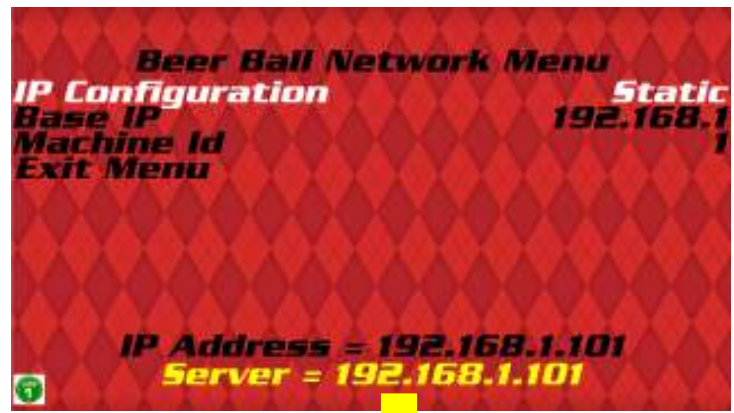 Beer Ball Network Menu
IP Configuration Static
Base IP 192.168.1
Machine Id 1
Exit Menu
IP Address = 192.168.1.101
Server = 192.168.1.101
1